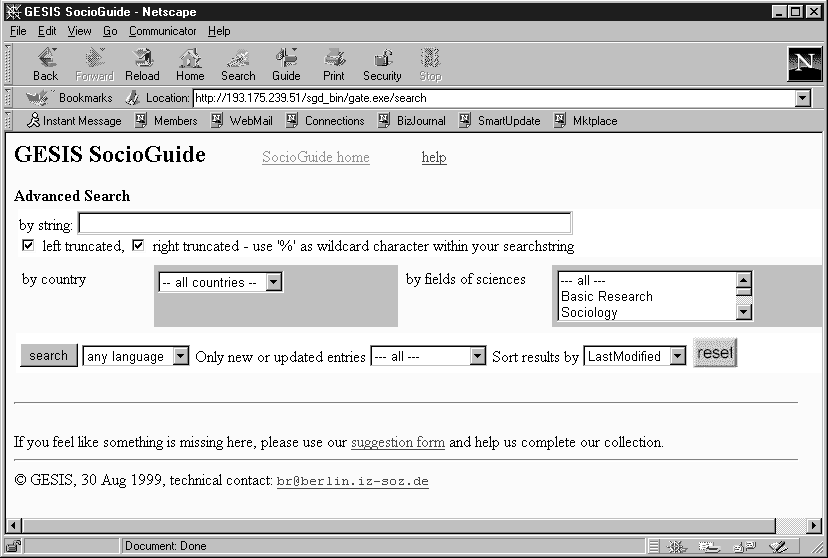 GESIS SocioGuide - Netscape
File Edit View Go Communicator Help
Back Forward Reload Home Search Guide Print Security Stop
N
Bookmarks Location: http://193.175.239.51/sgd_bin/gate.exe/search
Instant Message Members WebMail Connections BizJournal SmartUpdate Mktplace
GESIS SocioGuide SocioGuide home help
Advanced Search
by string:
left truncated, right truncated - use '%' as wildcard character within your searchstring
by country -- all countries -- by fields of sciences --- all ---
Basic Research
Sociology
search any language Only new or updated entries --- all --- Sort results by LastModified reset
If you feel like something is missing here, please use our suggestion form and help us complete our collection.
© GESIS, 30 Aug 1999, technical contact: br@berlin.iz-soz.de
Document: Done